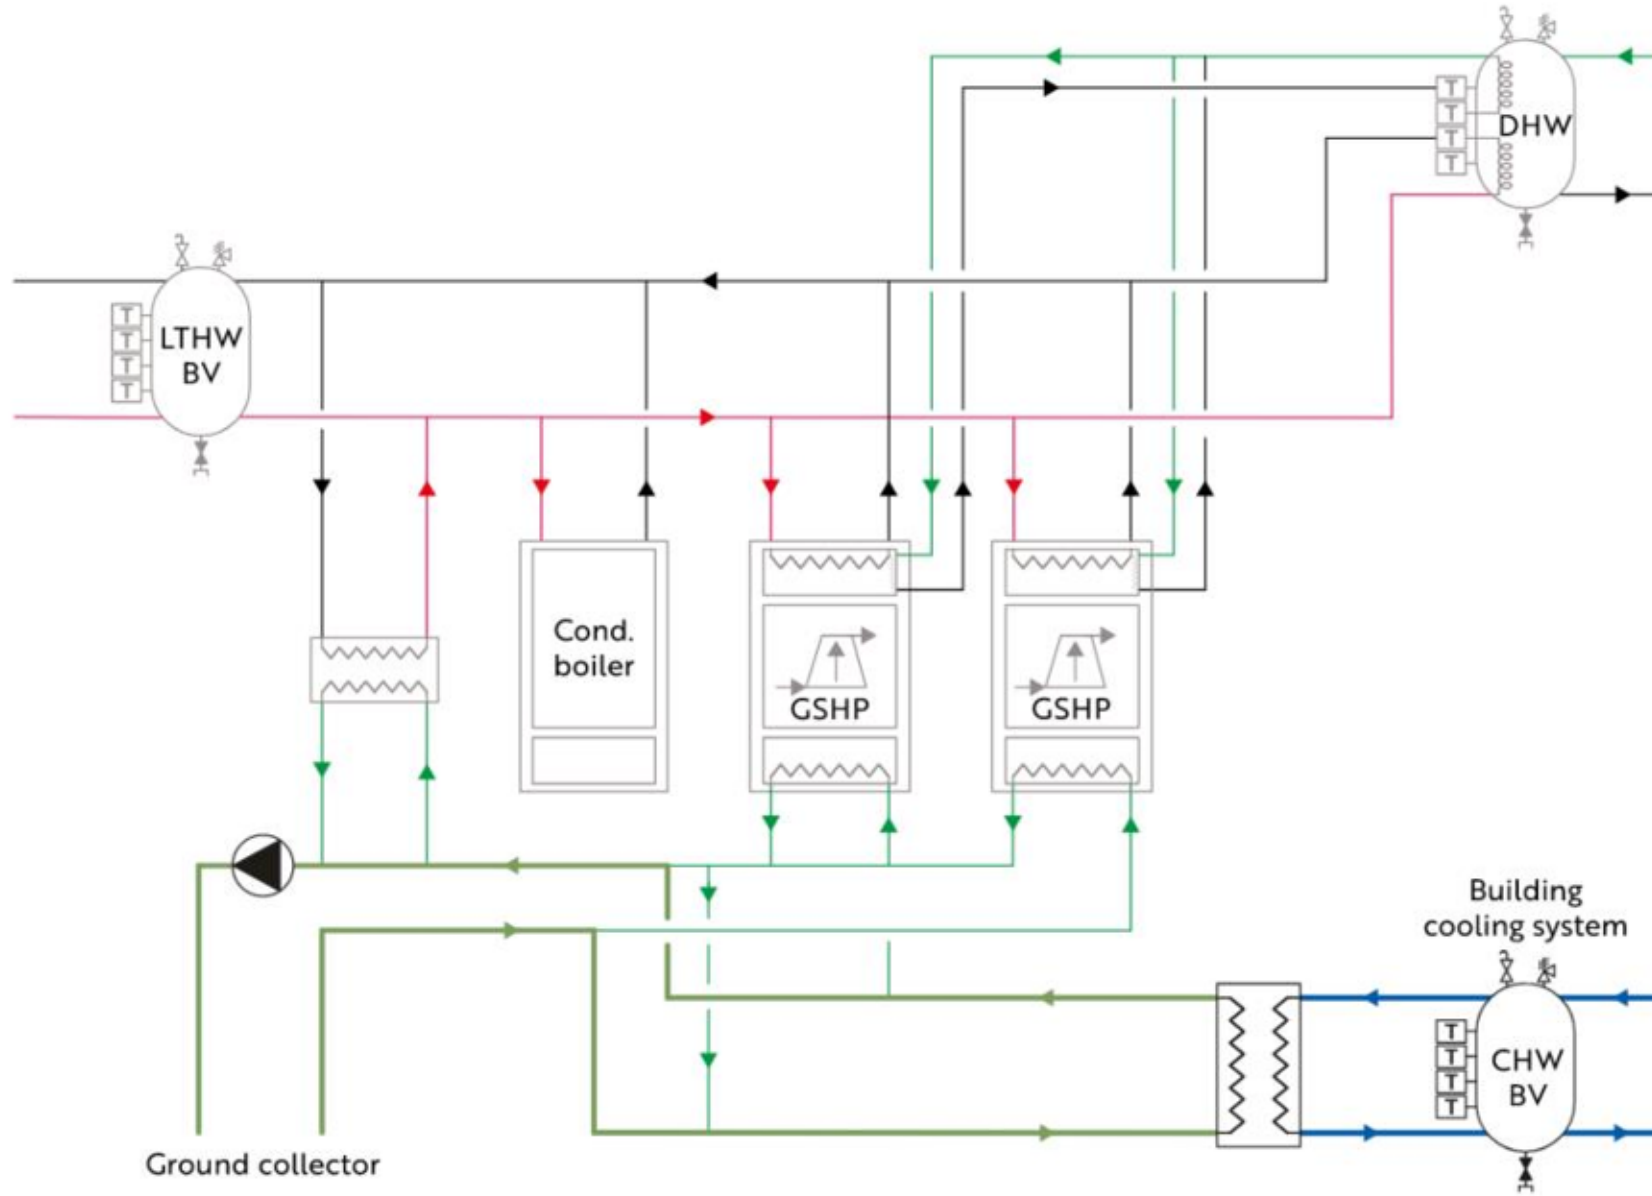 T
T
DHW
T
T
T
LTHW
T
BV
T
T
Cond.
boiler
GSHP
GSHP
Building
cooling system
T
T
CHW
T
BV
T
Ground collector